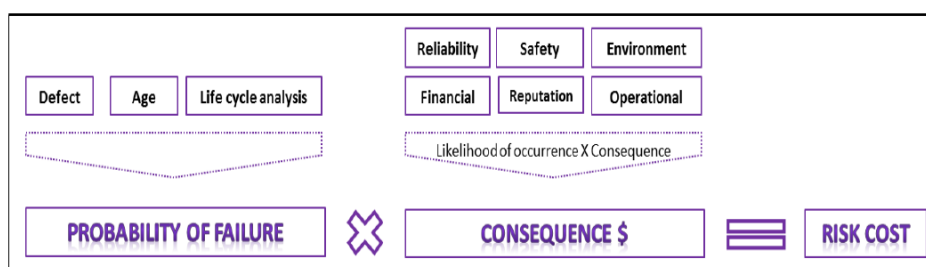 Reliability Safety Environment
Defect Age Life cycle analysis Financial Reputation Operational
Likelihood of occurrence X Consequence
PROBABILITY OF FAILURE CONSEQUENCE $ RISK COST